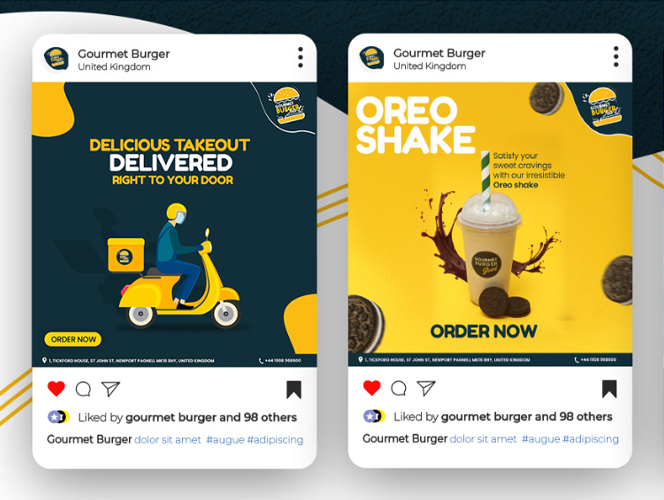 Gourmet Burger
United Kingdom
GOURMET
BURGER
DELICIOUS TAKEOUT
DELIVERED
RIGHT TO YOUR DOOR
ORDER NOW
1, TICKFORD HOUSE, ST JOHN ST, NEWPORT PAGNELL MK16 8HY, UNITED KINGDOM
+44 1908 988500
Liked by gourmet burger and 98 others
Gourmet Burger dolor sit amet #augue #adipiscing
Gourmet Burger
United Kingdom
GOURMET
BURGER
OREO
SHAKE
Satisfy your
sweet cravings
with our irresistible
Oreo shake
GOURMET
BURGER
ORDER NOW
1, TICKFORD HOUSE, ST JOHN ST, NEWPORT PAGNELL MK16 8HY, UNITED KINGDOM
Liked by gourmet burger and 98 others
Gourmet Burger dolor sit amet #augue #adipiscing